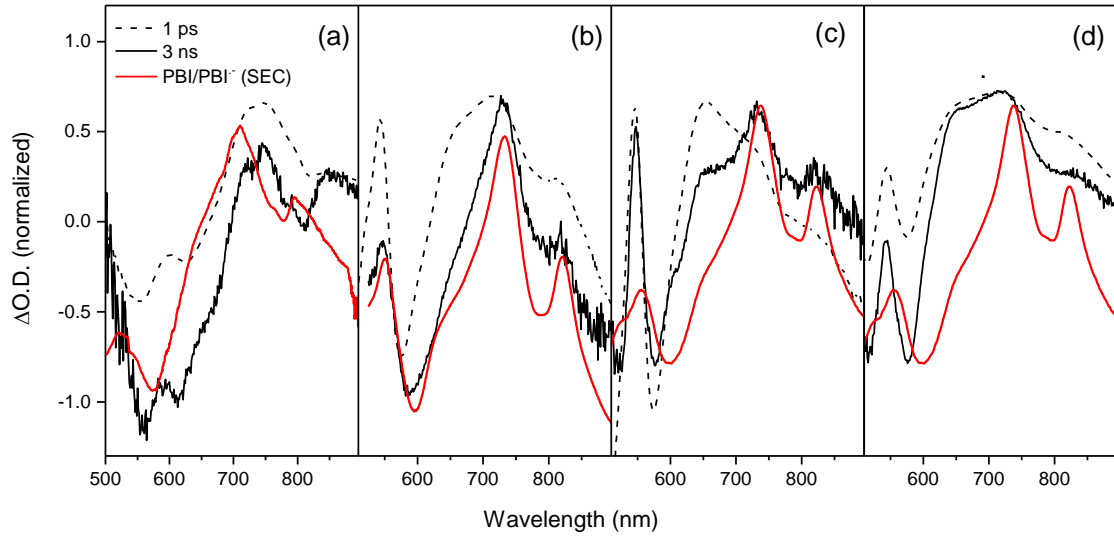 1 ps
3 ns
PBI/PBI·- (SEC)
(a)
(b)
(c)
(d)
1.0
0.5
0.0
-0.5
-1.0
ΔO.D. (normalized)
500 600 700 800 600 700 800 600 700 800 600 700 800
Wavelength (nm)